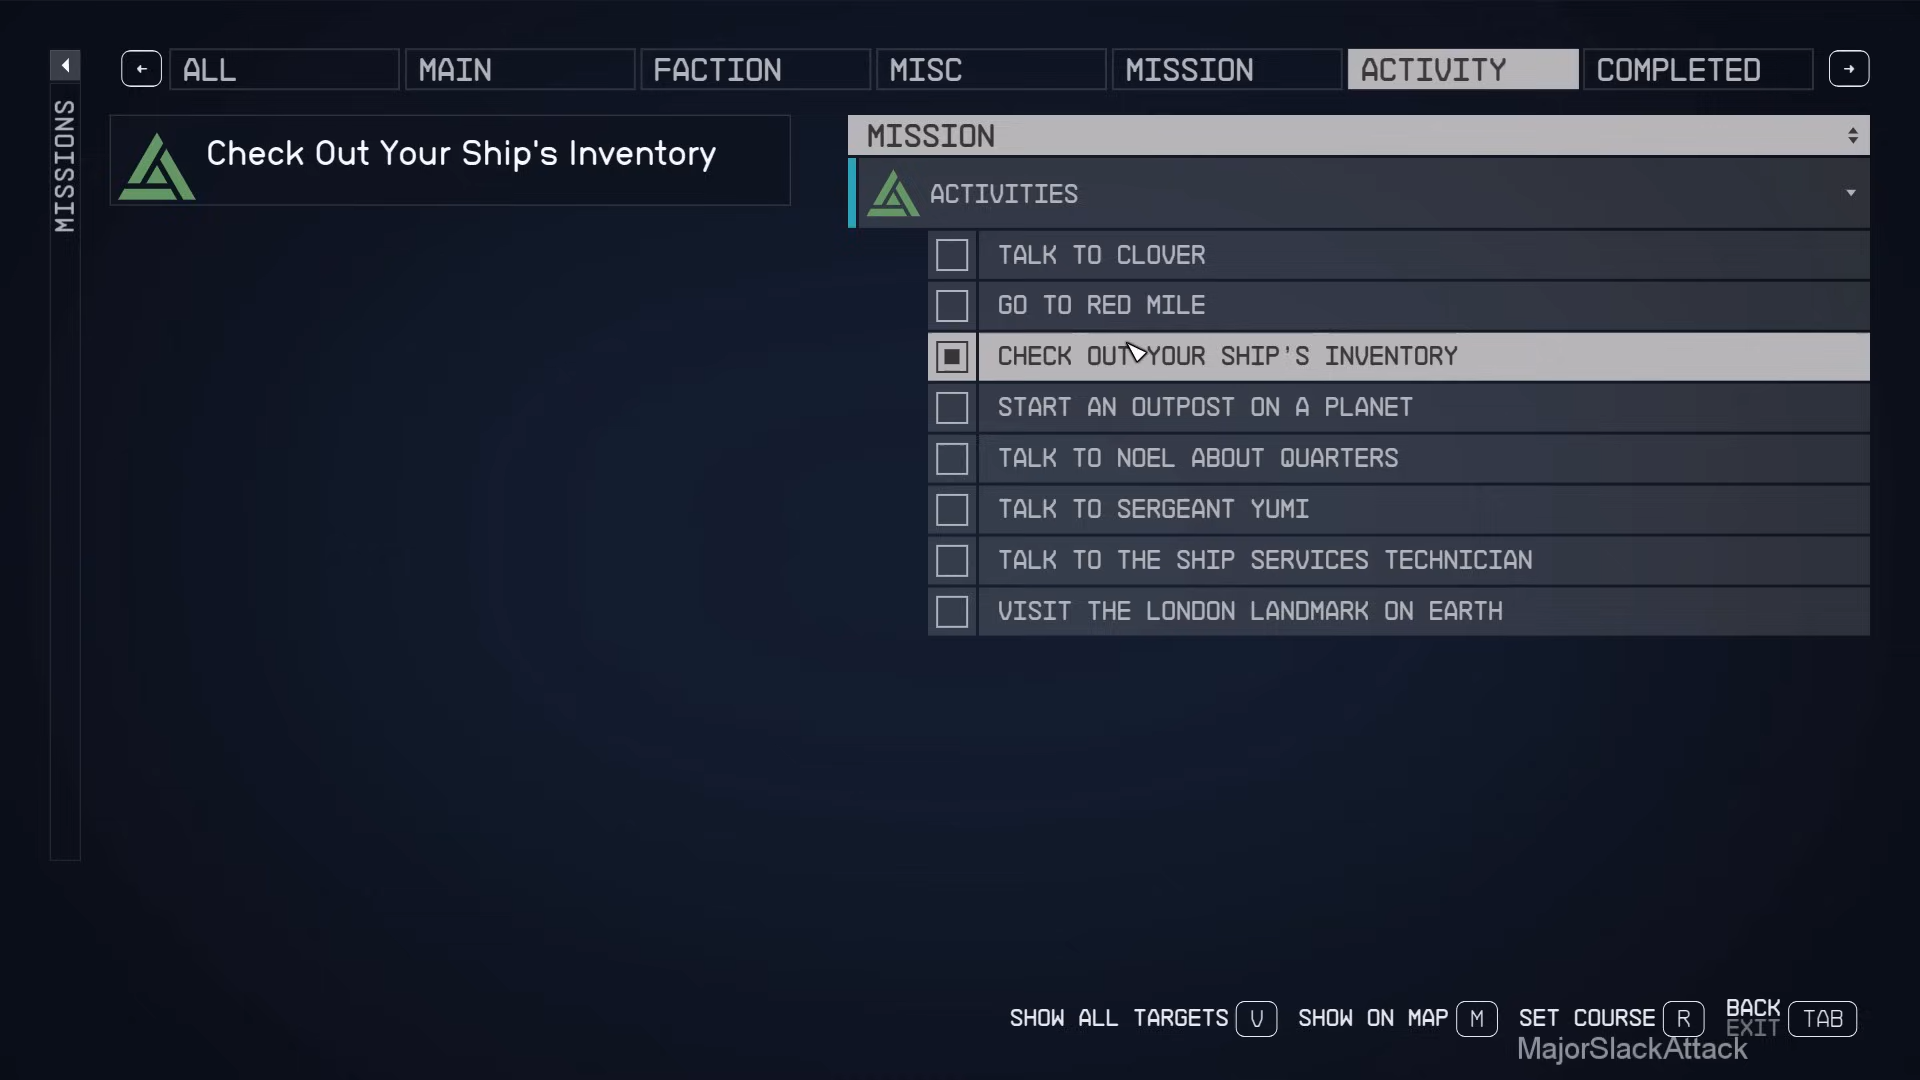 ALL
MAIN
FACTION
MISC
MISSION
ACTIVITY
COMPLETED
MISSIONS
Check Out Your Ship's Inventory
MISSION
ACTIVITIES
TALK TO CLOVER
GO TO RED MILE
CHECK OUT YOUR SHIP'S INVENTORY
START AN OUTPOST ON A PLANET
TALK TO NOEL ABOUT QUARTERS
TALK TO SERGEANT YUMI
TALK TO THE SHIP SERVICES TECHNICIAN
VISIT THE LONDON LANDMARK ON EARTH
SHOW ALL TARGETS V
SHOW ON MAP M
SET COURSE R
BACK TAB
EXIT
MajorSlackAttack